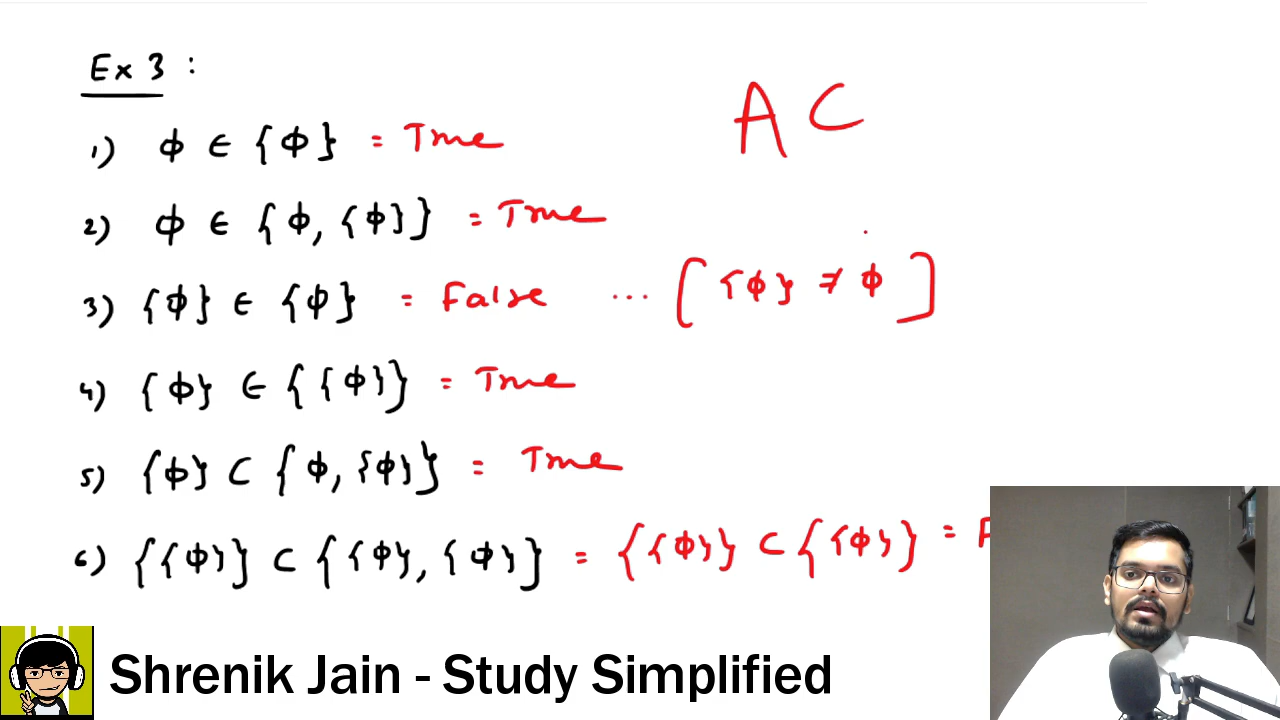 Ex 3 :
A C
1) ϕ ∈ {ϕ} = True
2) ϕ ∈ {ϕ, {ϕ}} = True
3) {ϕ} ∈ {ϕ} = False ... [{ϕ} ≠ ϕ]
4) {ϕ} ∈ {{ϕ}} = True
5) {ϕ} ⊂ {ϕ, {ϕ}} = True
6) {{ϕ}} ⊂ {{ϕ}, {ϕ}} = {{ϕ}} ⊂ {{ϕ}} =
Shrenik Jain - Study Simplified